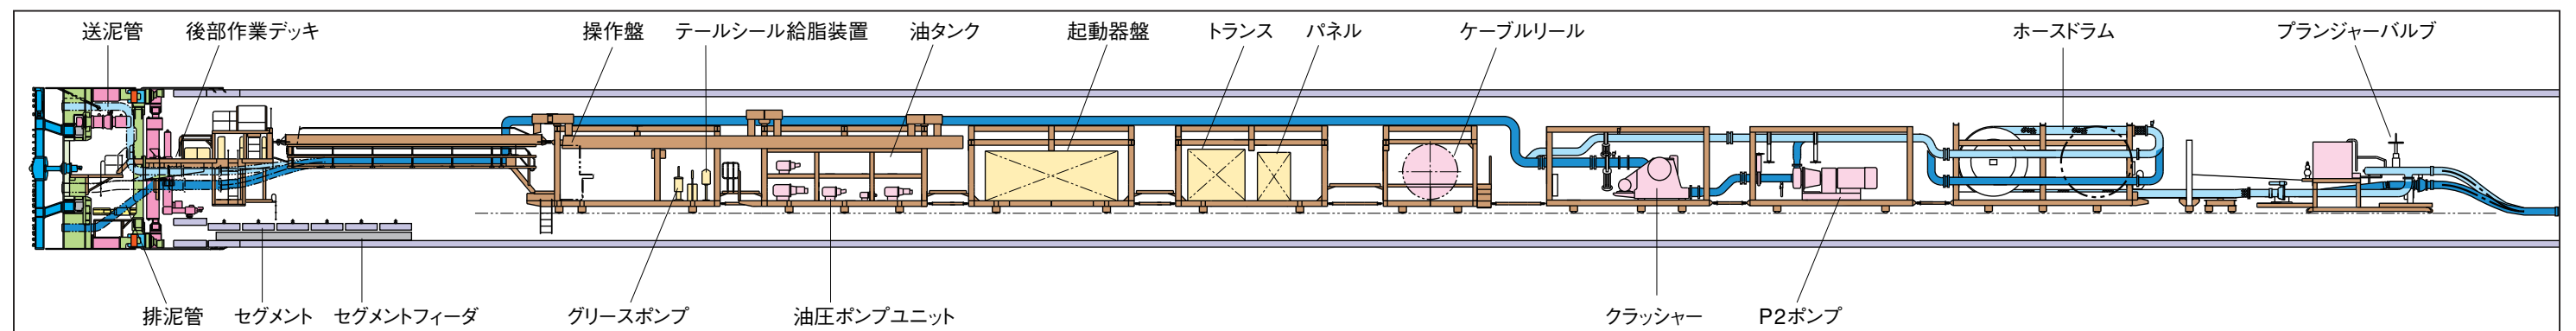 送泥管
後部作業デッキ
操作盤
テールシール給脂装置
油タンク
起動器盤
トランス
パネル
ケーブルリール
ホースドラム
プランジャーバルブ
排泥管
セグメント
セグメントフィーダ
グリースポンプ
油圧ポンプユニット
クラッシャー
P2ポンプ